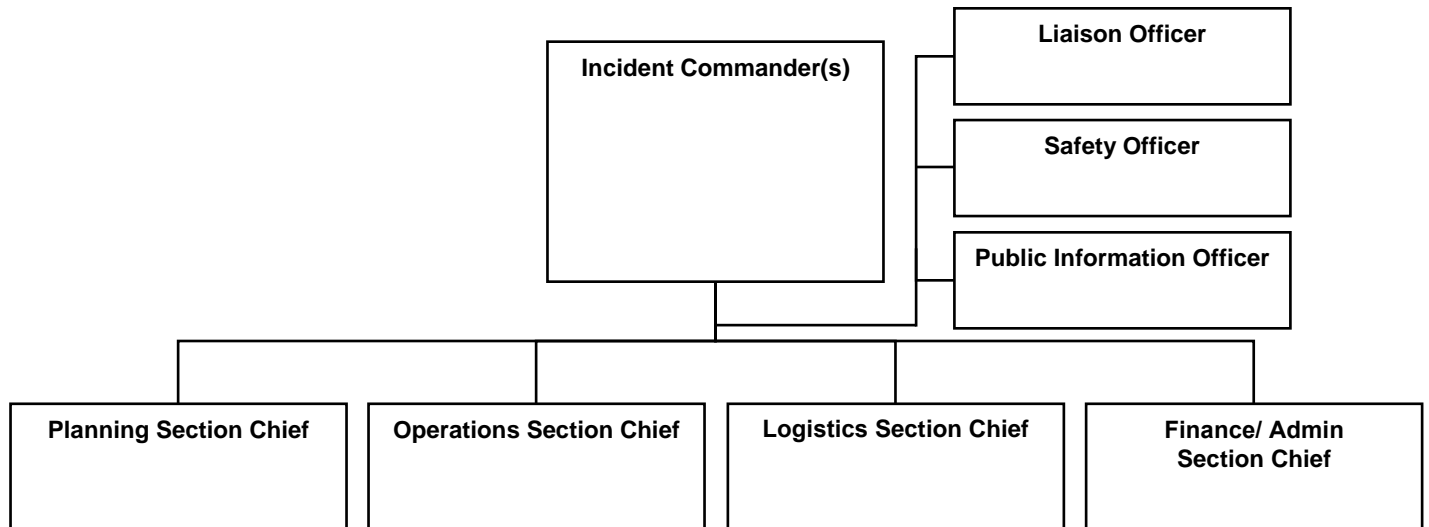 Incident Commander(s)
Liaison Officer
Safety Officer
Public Information Officer
Planning Section Chief
Operations Section Chief
Logistics Section Chief
Finance/ Admin
Section Chief